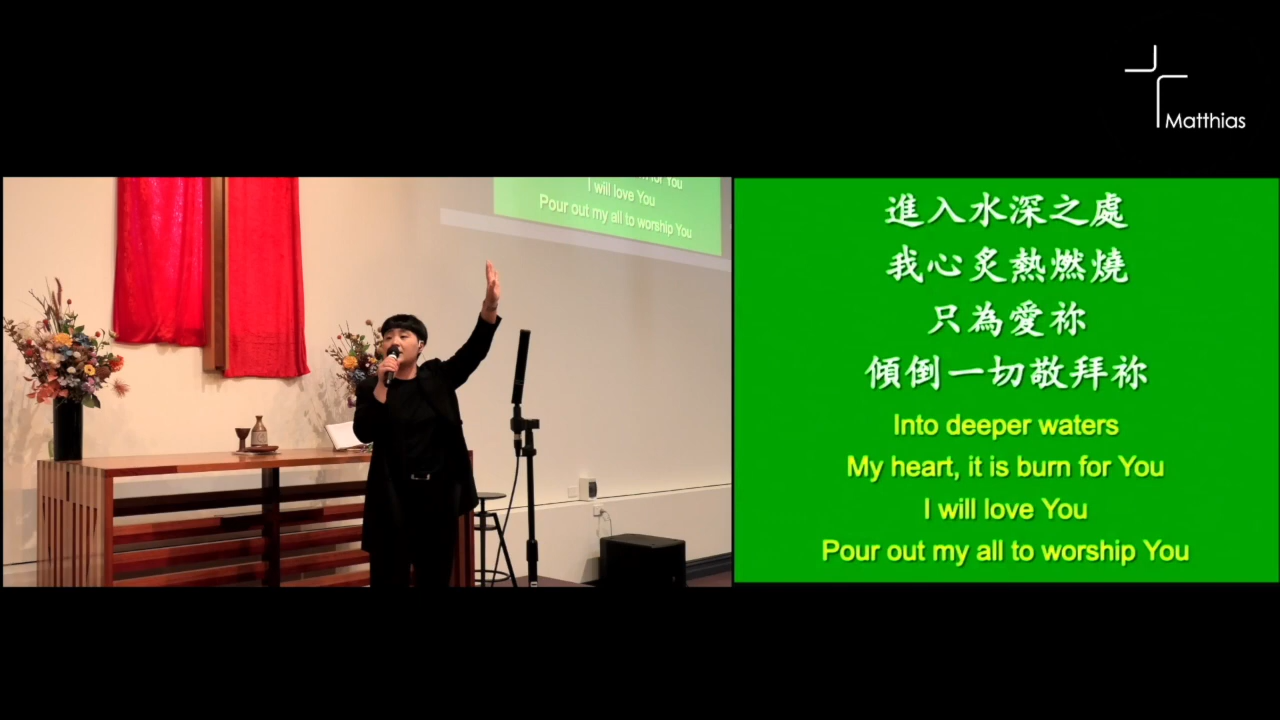 Matthias
for You
I will love You
Pour out my all to worship You
進入水深之處
我心炙熱燃燒
只為愛祢
傾倒一切敬拜祢
Into deeper waters
My heart, it is burn for You
I will love You
Pour out my all to worship You